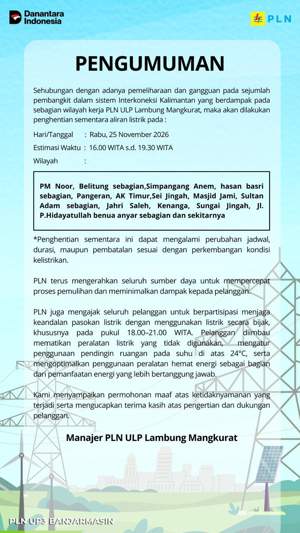 Danantara
Indonesia
PLN
PENGUMUMAN
Sehubungan dengan adanya pemeliharaan dan gangguan pada sejumlah
pembangkit dalam sistem Interkoneksi Kalimantan yang berdampak pada
sebagian wilayah kerja PLN ULP Lambung Mangkurat, maka akan dilakukan
penghentian sementara aliran listrik pada :
Hari/Tanggal : Rabu, 25 November 2026
Estimasi Waktu : 16.00 WITA s.d. 19.30 WITA
Wilayah :
PM Noor, Belitung sebagian,Simpangang Anem, hasan basri
sebagian, Pangeran, AK Timur,Sei Jingah, Masjid Jami, Sultan
Adam sebagian, Jahri Saleh, Kenanga, Sungai Jingah, Jl.
P.Hidayatullah benua anyar sebagian dan sekitarnya
*Penghentian sementara ini dapat mengalami perubahan jadwal,
durasi, maupun pembatalan sesuai dengan perkembangan kondisi
kelistrikan.
PLN terus mengerahkan seluruh sumber daya untuk mempercepat
proses pemulihan dan meminimalkan dampak kepada pelanggan.
PLN juga mengajak seluruh pelanggan untuk berpartisipasi menjaga
keandalan pasokan listrik dengan menggunakan listrik secara bijak,
khususnya pada pukul 18.00–21.00 WITA. Pelanggan diimbau
mematikan peralatan listrik yang tidak digunakan, mengatur
penggunaan pendingin ruangan pada suhu di atas 24°C, serta
mengoptimalkan penggunaan peralatan hemat energi sebagai bagian
dari pemanfaatan energi yang lebih bertanggung jawab.
Kami menyampaikan permohonan maaf atas ketidaknyamanan yang
terjadi serta mengucapkan terima kasih atas pengertian dan dukungan
pelanggan.
Manajer PLN ULP Lambung Mangkurat
PLN UP3 BANJARMASIN